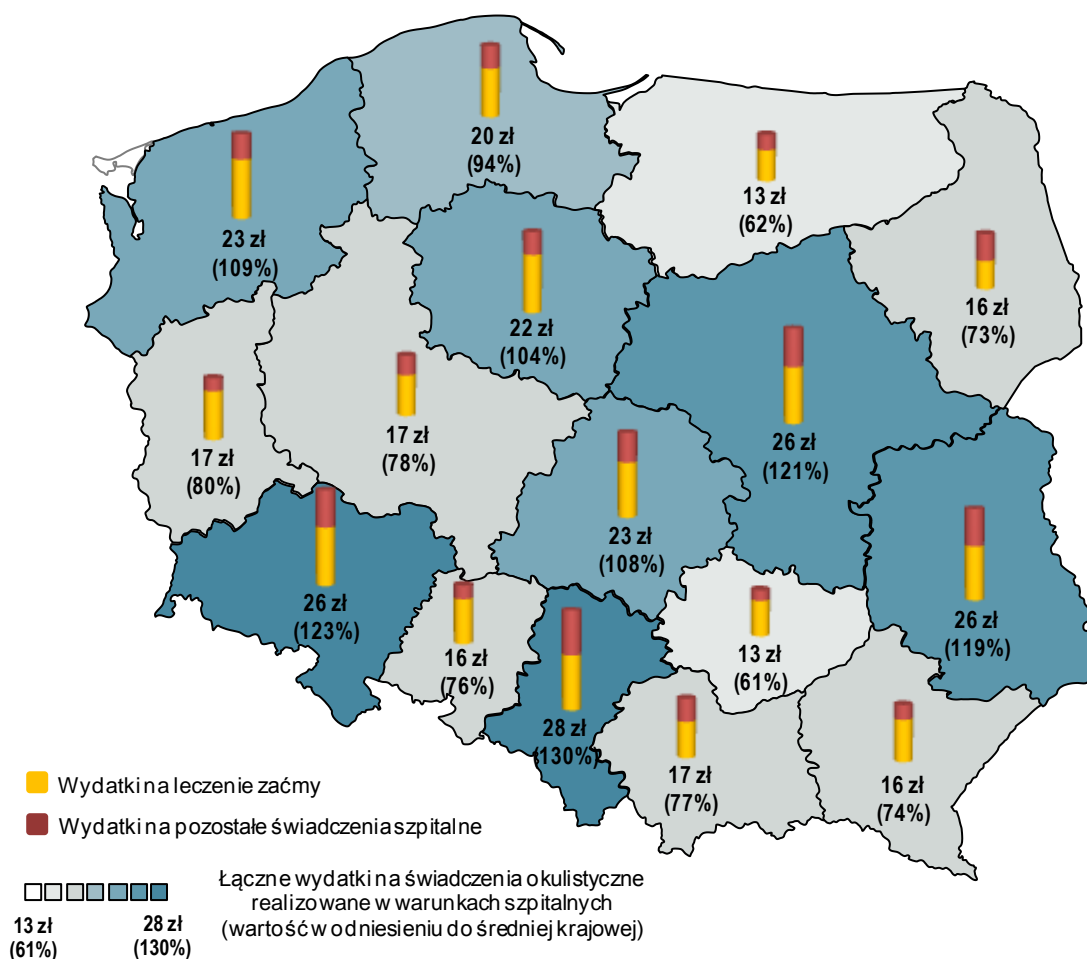 20 zł
(94%)
13 zł
(62%)
23 zł
(109%)
16 zł
(73%)
22 zł
(104%)
26 zł
(121%)
17 zł
(78%)
17 zł
(80%)
23 zł
(108%)
26 zł
(123%)
26 zł
(119%)
16 zł
(76%)
13 zł
(61%)
28 zł
(130%)
17 zł
(77%)
16 zł
(74%)
Wydatki na leczenie zaćmy
Wydatki na pozostałe świadczenia szpitalne
Łączne wydatki na świadczenia okulistyczne
realizowane w warunkach szpitalnych
(wartość w odniesieniu do średniej krajowej)
13 zł
(61%)
28 zł
(130%)